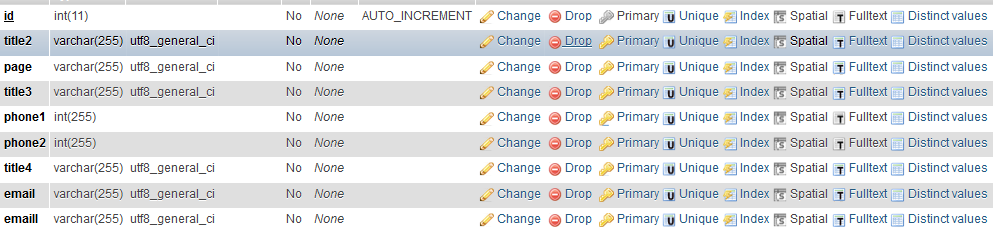 id int(11) No None AUTO_INCREMENT Change Drop Primary Unique Index Spatial Fulltext Distinct values
title2 varchar(255) utf8_general_ci No None Change Drop Primary Unique Index Spatial Fulltext Distinct values
page varchar(255) utf8_general_ci No None Change Drop Primary Unique Index Spatial Fulltext Distinct values
title3 varchar(255) utf8_general_ci No None Change Drop Primary Unique Index Spatial Fulltext Distinct values
phone1 int(255) No None Change Drop Primary Unique Index Spatial Fulltext Distinct values
phone2 int(255) No None Change Drop Primary Unique Index Spatial Fulltext Distinct values
title4 varchar(255) utf8_general_ci No None Change Drop Primary Unique Index Spatial Fulltext Distinct values
email varchar(255) utf8_general_ci No None Change Drop Primary Unique Index Spatial Fulltext Distinct values
emaill varchar(255) utf8_general_ci No None Change Drop Primary Unique Index Spatial Fulltext Distinct values